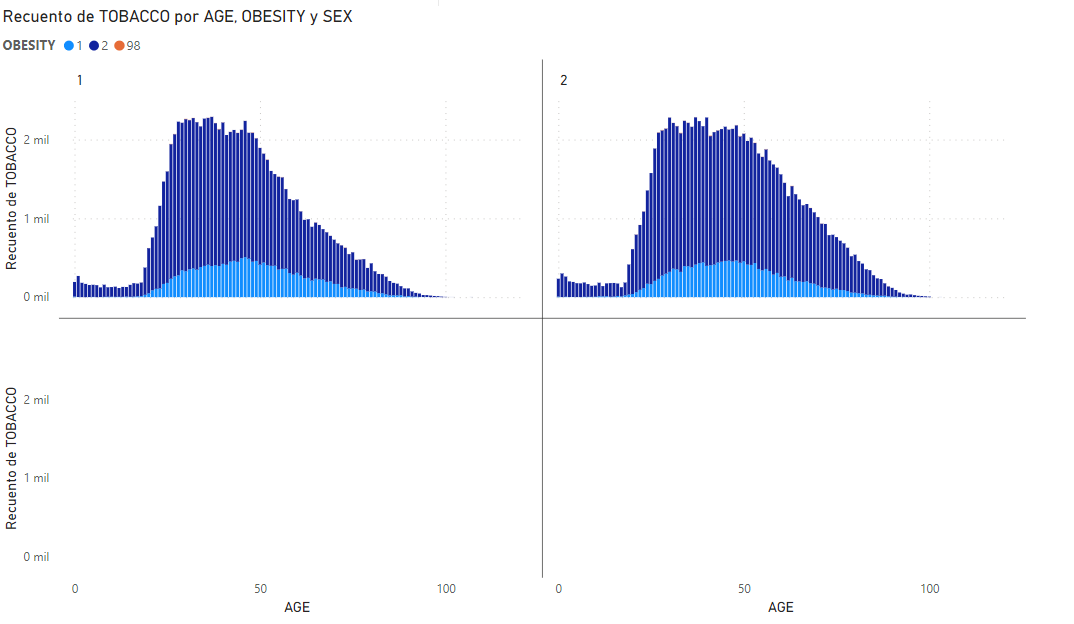 Recuento de TOBACCO por AGE, OBESITY y SEX
OBESITY 1 2 98
1
2
Recuento de TOBACCO
2 mil
1 mil
0 mil
Recuento de TOBACCO
2 mil
1 mil
0 mil
0 50 100
0 50 100
AGE
AGE